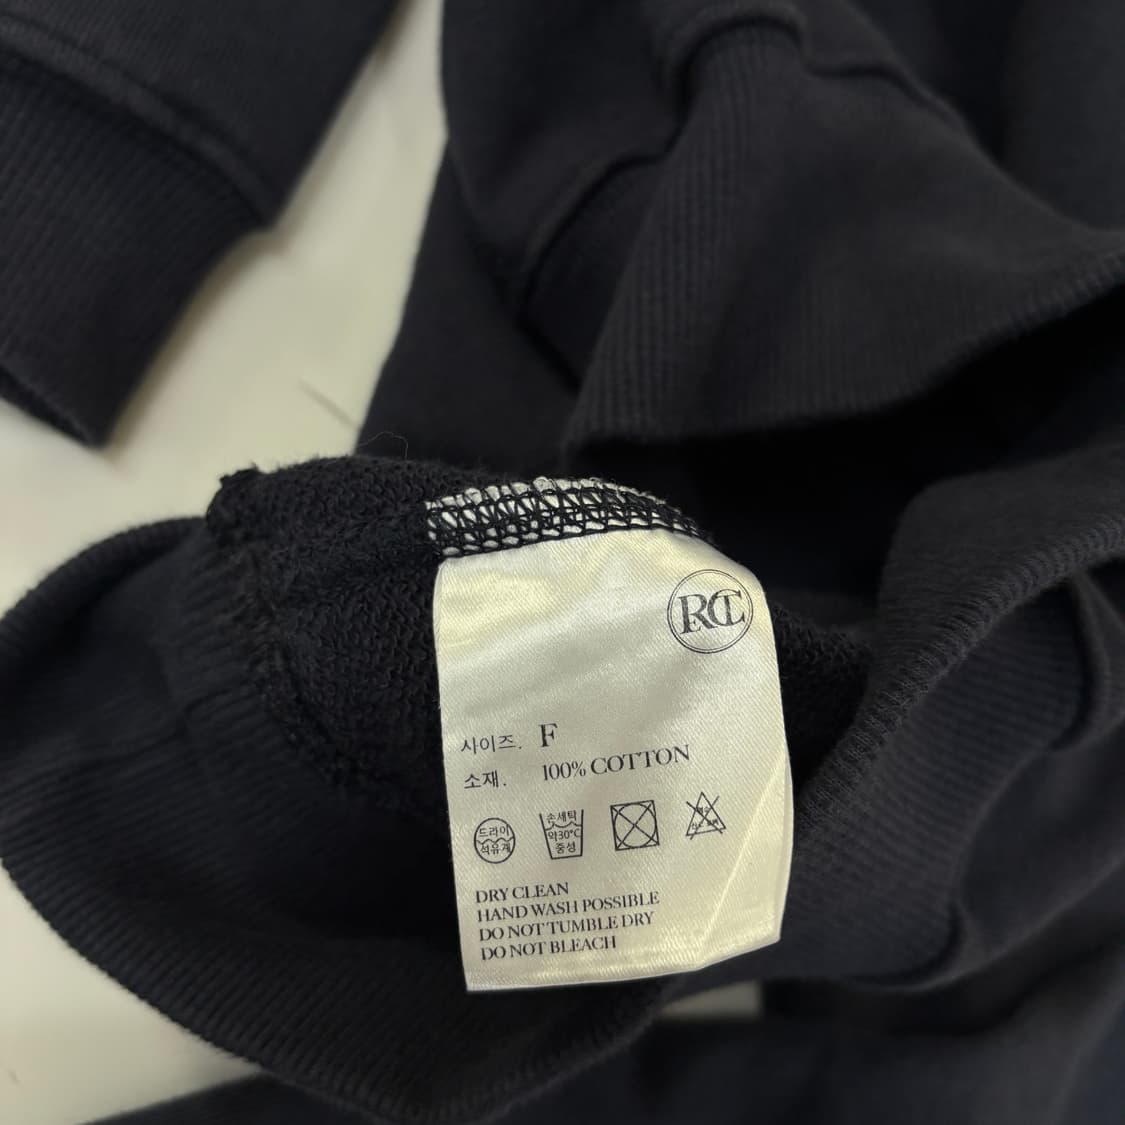 RCT
사이즈. F
소재. 100% COTTON
드라이
석유계
손세탁
약30°C
중성
DRY CLEAN
HAND WASH POSSIBLE
DO NOT TUMBLE DRY
DO NOT BLEACH